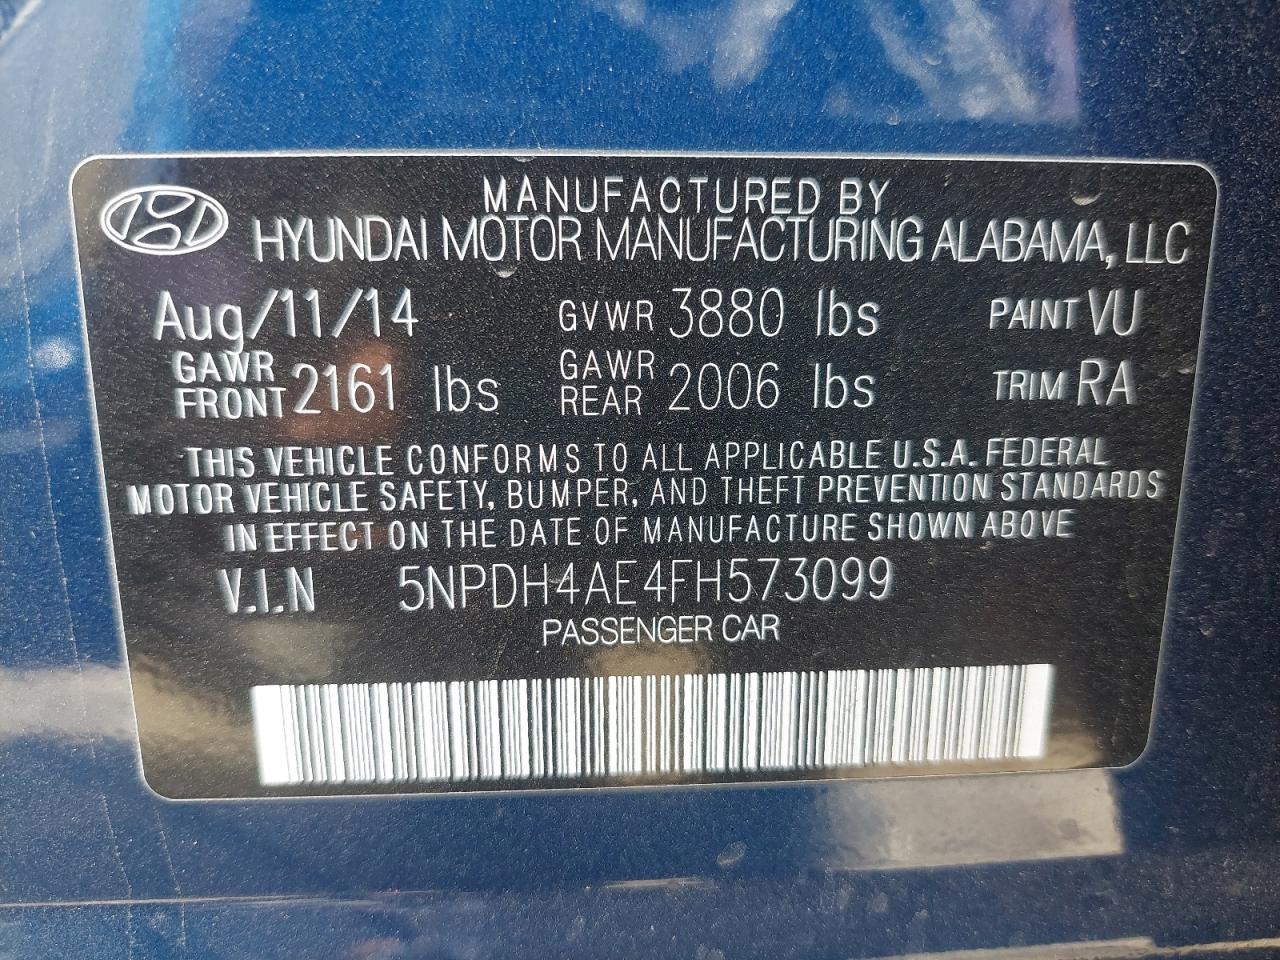 MANUFACTURED BY
HYUNDAI MOTOR MANUFACTURING ALABAMA, LLC
Aug/11/14 GVWR 3880 lbs PAINT VU
GAWR FRONT 2161 lbs GAWR REAR 2006 lbs TRIM RA
THIS VEHICLE CONFORMS TO ALL APPLICABLE U.S.A. FEDERAL
MOTOR VEHICLE SAFETY, BUMPER, AND THEFT PREVENTION STANDARDS
IN EFFECT ON THE DATE OF MANUFACTURE SHOWN ABOVE
V.I.N 5NPDH4AE4FH573099
PASSENGER CAR